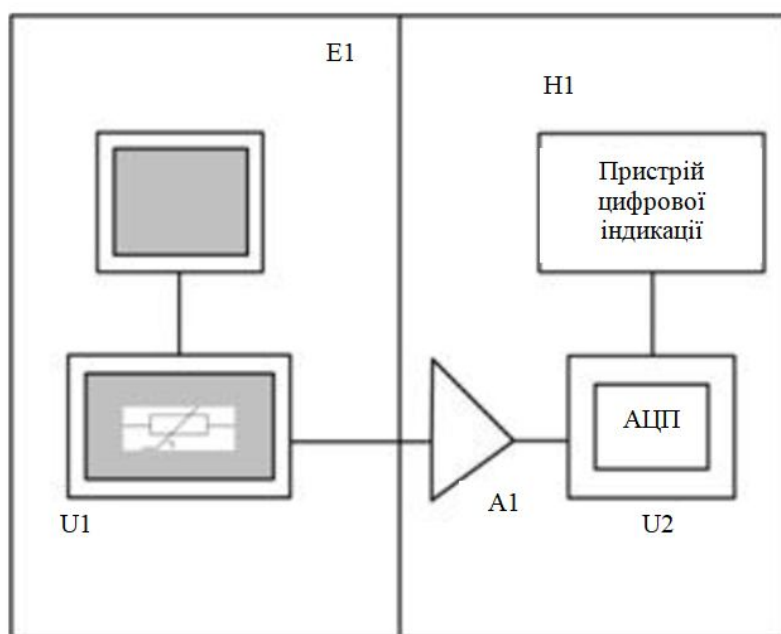 E1
H1
Пристрій
цифрової
індикації
АЦП
U1
A1
U2